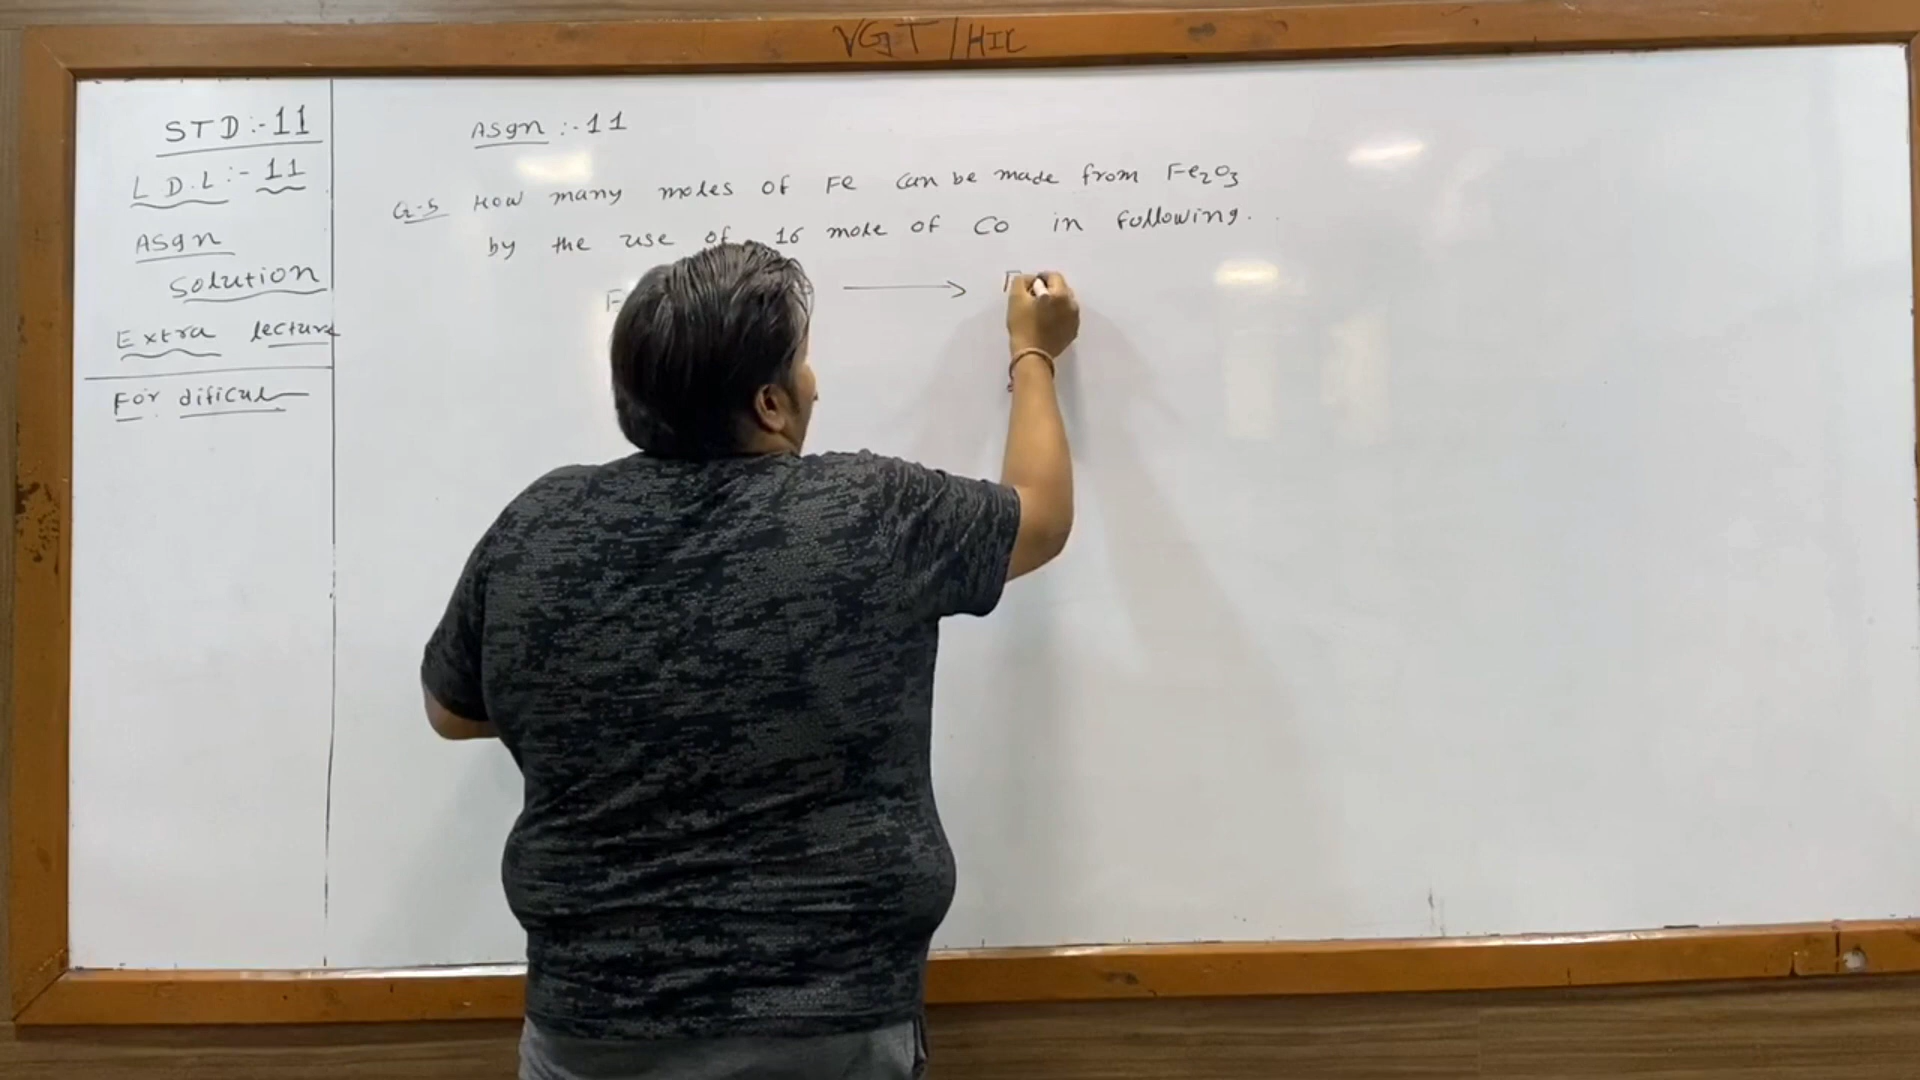 VGT/HIC
STD:-11
L D.L:- 11
Asgn
Solution
Extra lecture
For dificul
Asgn :-11
Q-5 How many moles of Fe can be made from Fe2O3
by the use of 16 mole of Co in following.
F ⟶ F